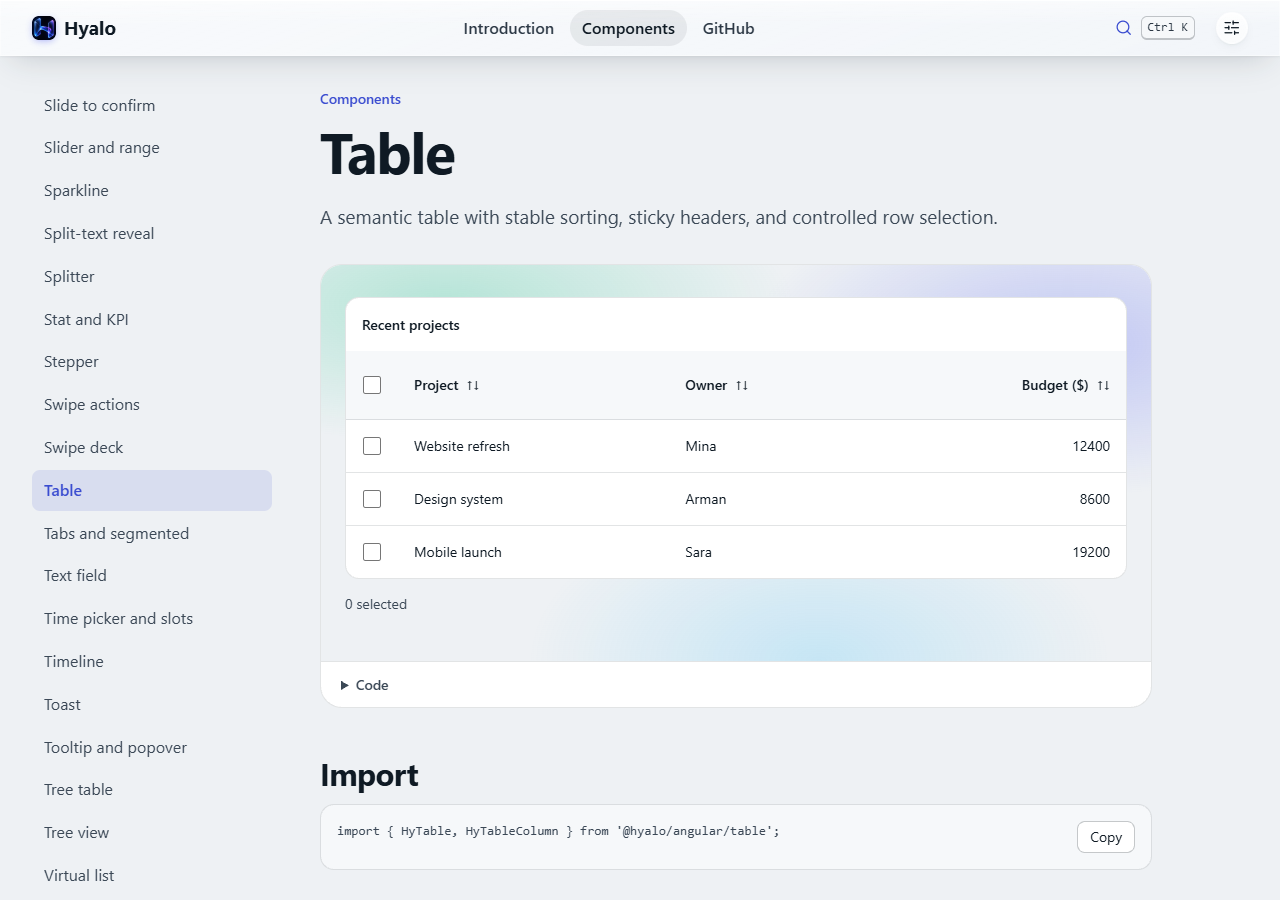 Hyalo
Introduction
Components
GitHub
Ctrl K
Slide to confirm
Slider and range
Sparkline
Split-text reveal
Splitter
Stat and KPI
Stepper
Swipe actions
Swipe deck
Table
Tabs and segmented
Text field
Time picker and slots
Timeline
Toast
Tooltip and popover
Tree table
Tree view
Virtual list
Components
Table
A semantic table with stable sorting, sticky headers, and controlled row selection.
Recent projects
Project ↑↓ Owner ↑↓ Budget ($) ↑↓
Website refresh Mina 12400
Design system Arman 8600
Mobile launch Sara 19200
0 selected
Code
Import
import { HyTable, HyTableColumn } from '@hyalo/angular/table';
Copy